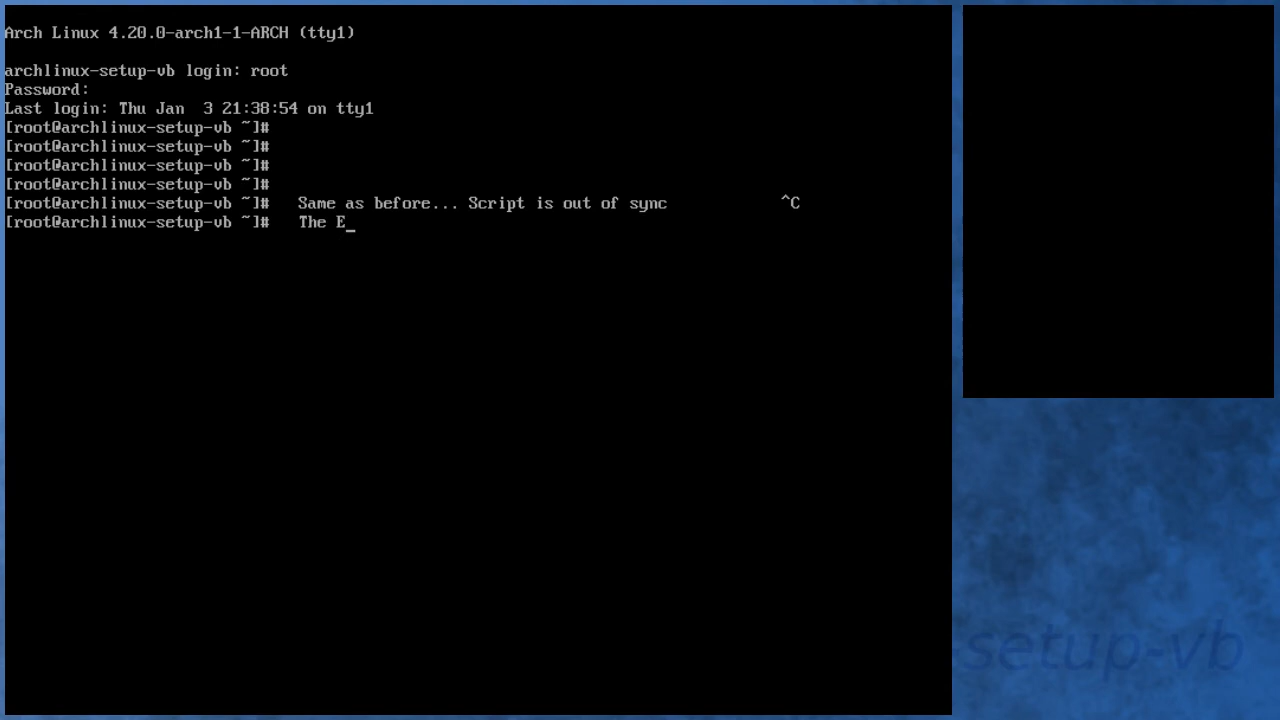 Arch Linux 4.20.0-arch1-1-ARCH (tty1)
archlinux-setup-vb login: root
Password:
Last login: Thu Jan  3 21:38:54 on tty1
[root@archlinux-setup-vb ~]#
[root@archlinux-setup-vb ~]#
[root@archlinux-setup-vb ~]#
[root@archlinux-setup-vb ~]#
[root@archlinux-setup-vb ~]#   Same as before... Script is out of sync            ^C
[root@archlinux-setup-vb ~]#   The E_
-setup-vb